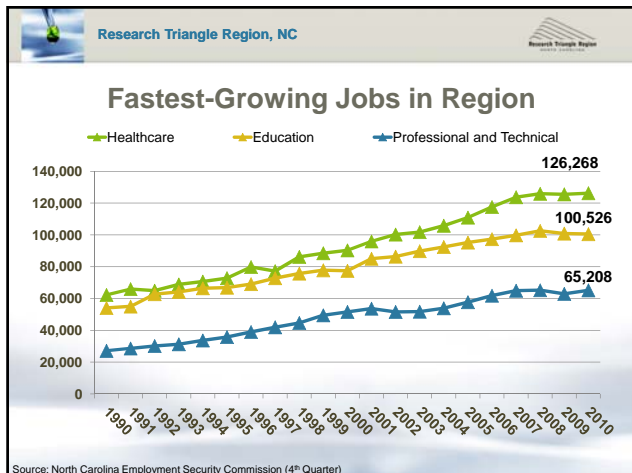 Research Triangle Region, NC
Research Triangle Region
NORTH CAROLINA
Fastest-Growing Jobs in Region
Healthcare Education Professional and Technical
140,000
120,000
100,000
80,000
60,000
40,000
20,000
0
126,268
100,526
65,208
1990 1991 1992 1993 1994 1995 1996 1997 1998 1999 2000 2001 2002 2003 2004 2005 2006 2007 2008 2009 2010
Source: North Carolina Employment Security Commission (4th Quarter)